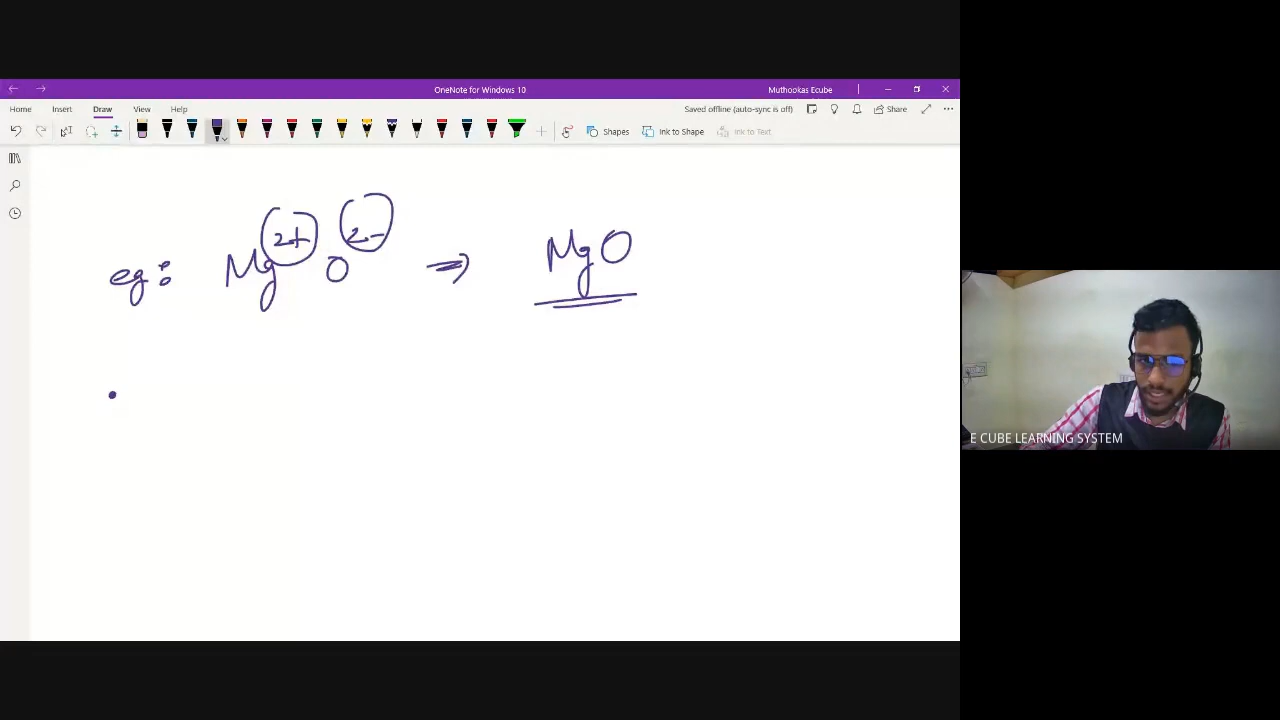 OneNote for Windows 10
Muthookas Ecube
Home Insert Draw View Help
Saved offline (auto-sync is off)
Share
Shapes Ink to Shape Ink to Text
eg: Mg²⁺ O²⁻ ⇒ MgO
E CUBE LEARNING SYSTEM